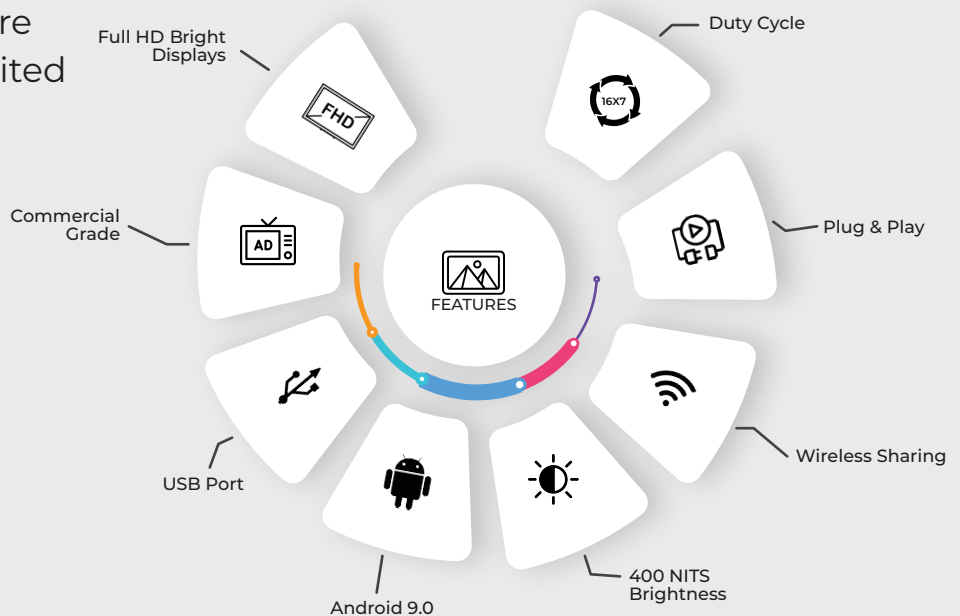 re
ited
Full HD Bright
Displays
FHD
Duty Cycle
16X7
Commercial
Grade
AD
Plug & Play
FEATURES
USB Port
Wireless Sharing
Android 9.0
400 NITS
Brightness